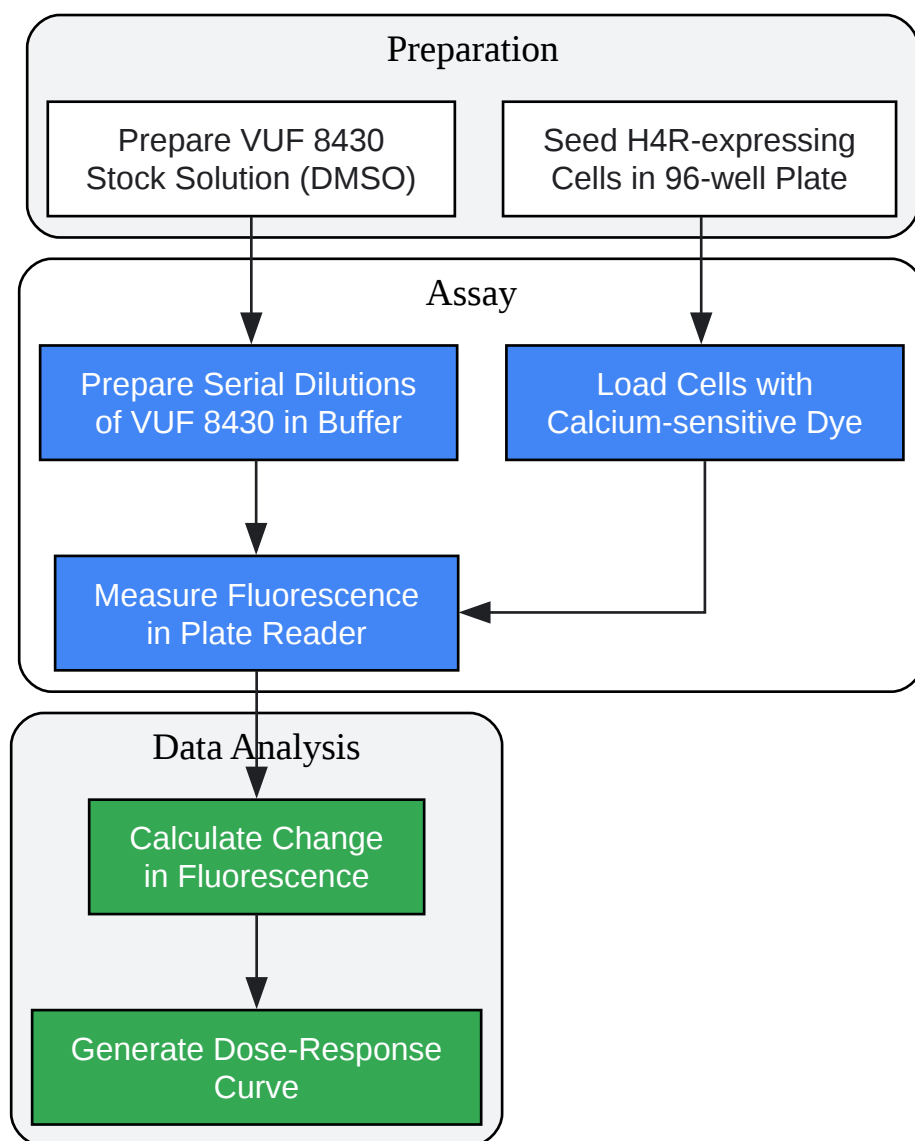 Preparation
Prepare VUF 8430
Stock Solution (DMSO)
Seed H4R-expressing
Cells in 96-well Plate
Assay
Prepare Serial Dilutions
of VUF 8430 in Buffer
Load Cells with
Calcium-sensitive Dye
Measure Fluorescence
in Plate Reader
Data Analysis
Calculate Change
in Fluorescence
Generate Dose-Response
Curve